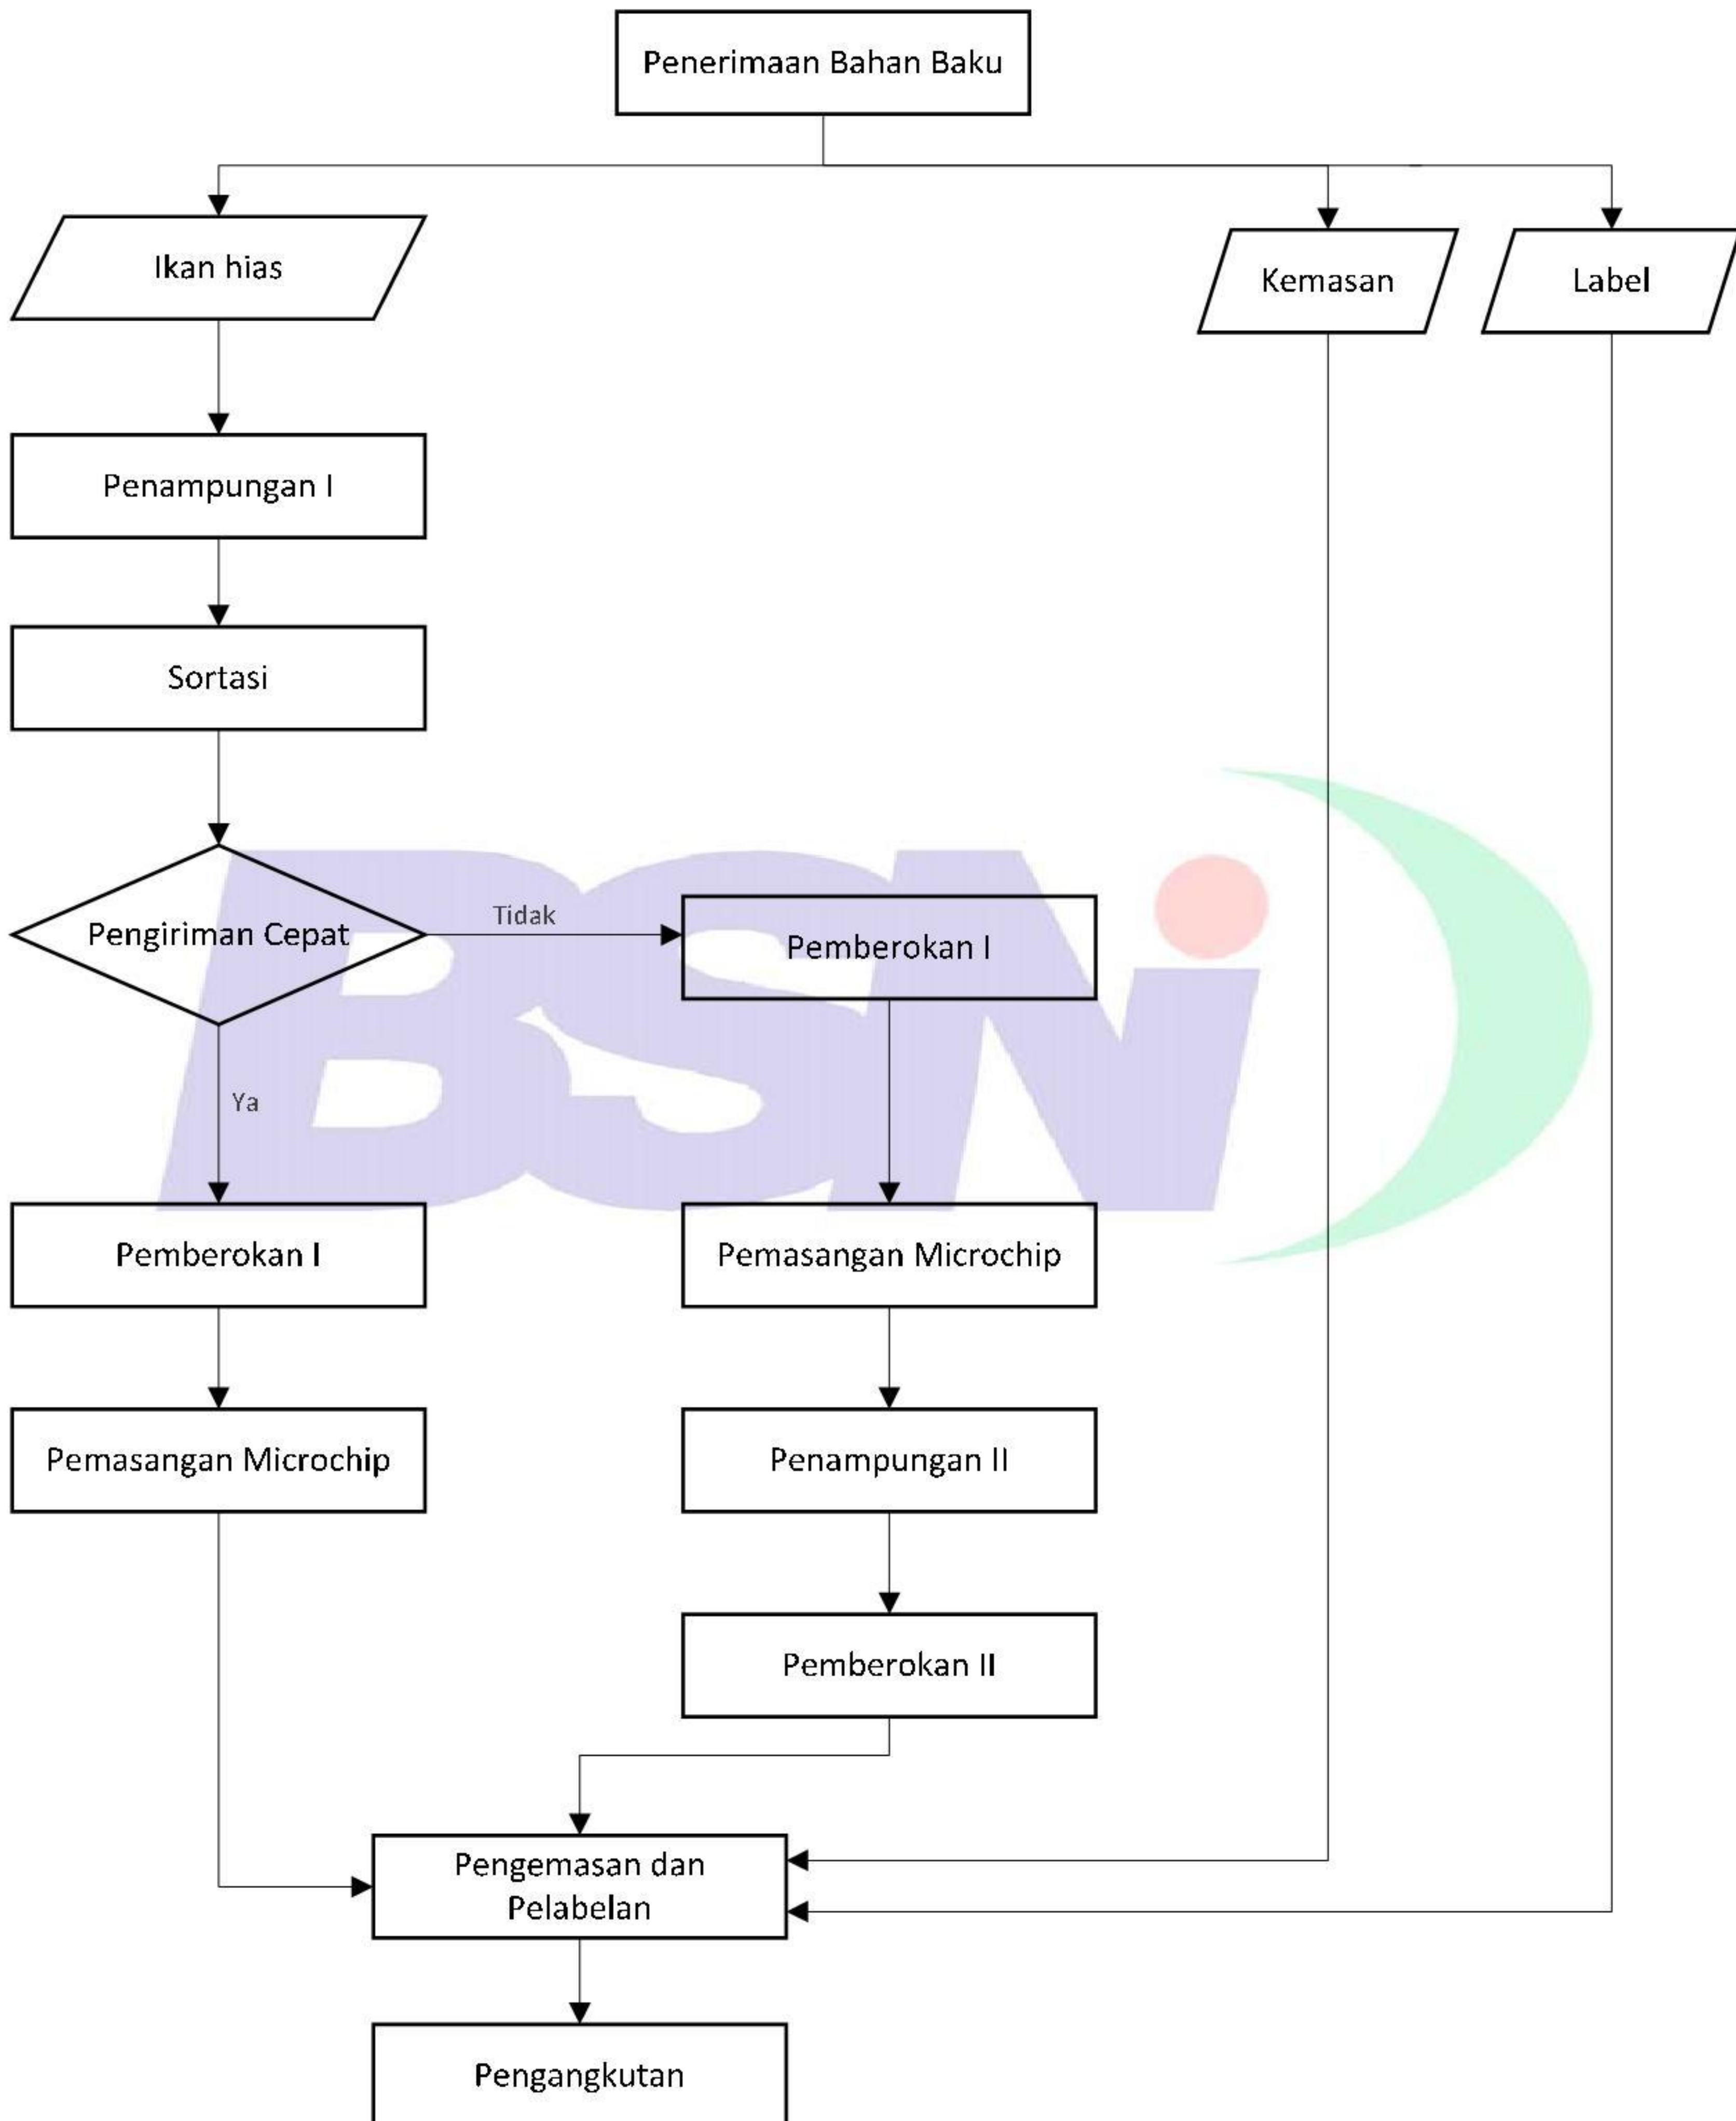 Penerimaan Bahan Baku
Ikan hias
Kemasan
Label
Penampungan I
Sortasi
Pengiriman Cepat
Tidak
Pemberokan I
Ya
Pemberokan I
Pemasangan Microchip
Pemasangan Microchip
Penampungan II
Pemberokan II
Pengemasan dan
Pelabelan
Pengangkutan
BSNi